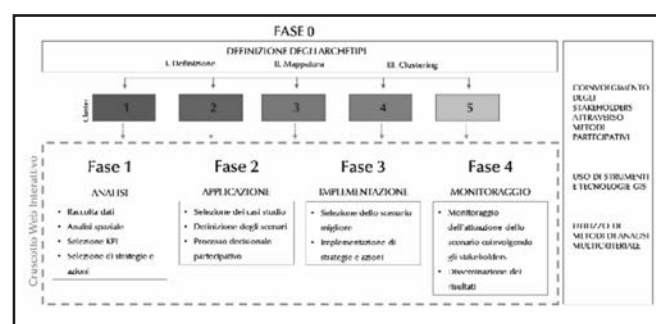 FASE 0
DEFINIZIONE DEGLI ARCHETIPI
I. Definizione II. Mappatura III. Clustering
Cluster
1 2 3 4 5
Cruscotto Web Interattivo
Fase 1
ANALISI
• Raccolta dati
• Analisi spaziale
• Selezione KPI
• Selezione di strategie e
azioni
Fase 2
APPLICAZIONE
• Selezione dei casi studio
• Definizione degli scenari
• Processo decisionale
partecipativo
Fase 3
IMPLEMENTAZIONE
• Selezione dello scenario
migliore
• Implementazione di
strategie e azioni
Fase 4
MONITORAGGIO
• Monitoraggio
dell'attuazione dello
scenario coinvolgendo
gli stakeholders
• Disseminazione dei
risultati
COINVOLGIMENTO
DEGLI
STAKEHOLDERS
ATTRAVERSO
METODI
PARTECIPATIVI
USO DI STRUMENTI
E TECNOLOGIE GIS
UTILIZZO DI
METODI DI ANALISI
MULTICRITERIALE